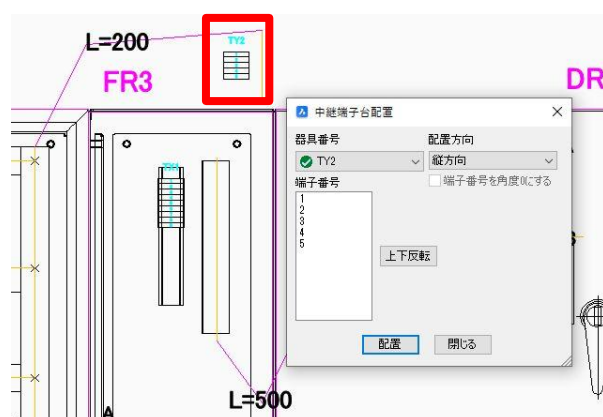 L=200
TY2
FR3
DR
中継端子台配置
器具番号
配置方向
TY2
縦方向
端子番号
端子番号を角度0にする
1
2
3
4
5
上下反転
配置
閉じる
L=500
A